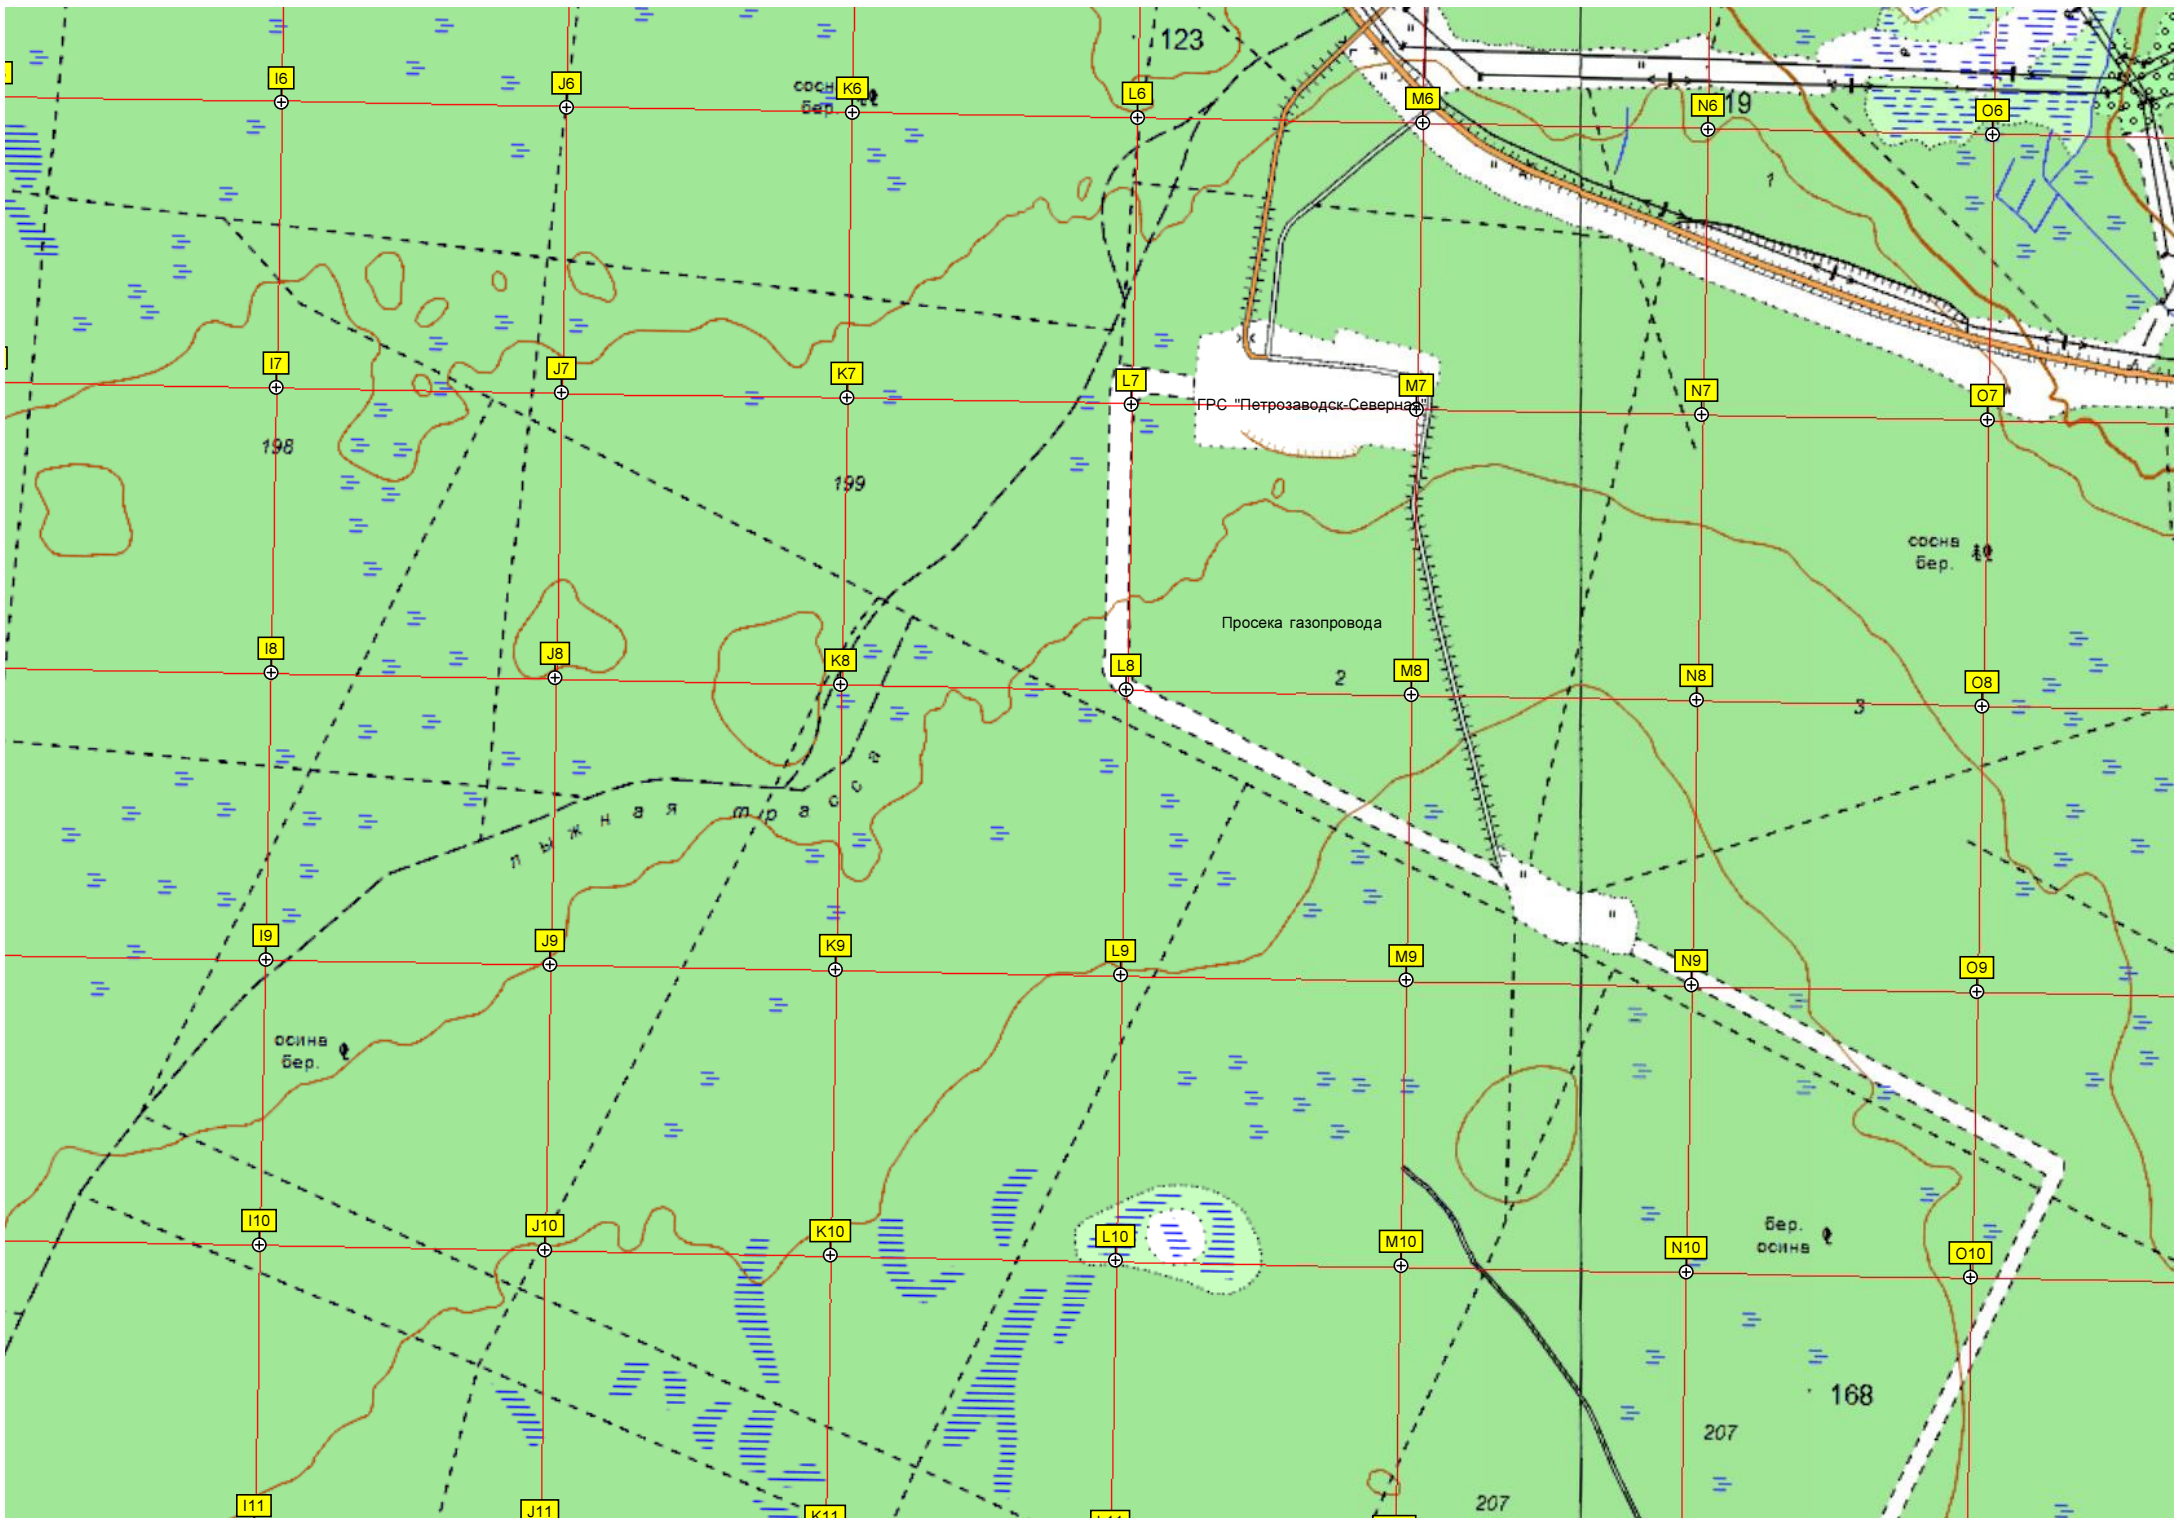 123
I6
J6
сосна
бер.
K6
L6
M6
N6
19
O6
1
I7
J7
K7
L7
M7
N7
O7
ГРС "Петрозаводск-Северная"
198
199
сосна
бер.
Просека газопровода
I8
J8
K8
L8
2
M8
N8
3
O8
лыжная трасса
I9
J9
K9
L9
M9
N9
O9
осина
бер.
I10
J10
K10
L10
M10
N10
O10
бер.
осина
168
207
207
I11
J11
K11